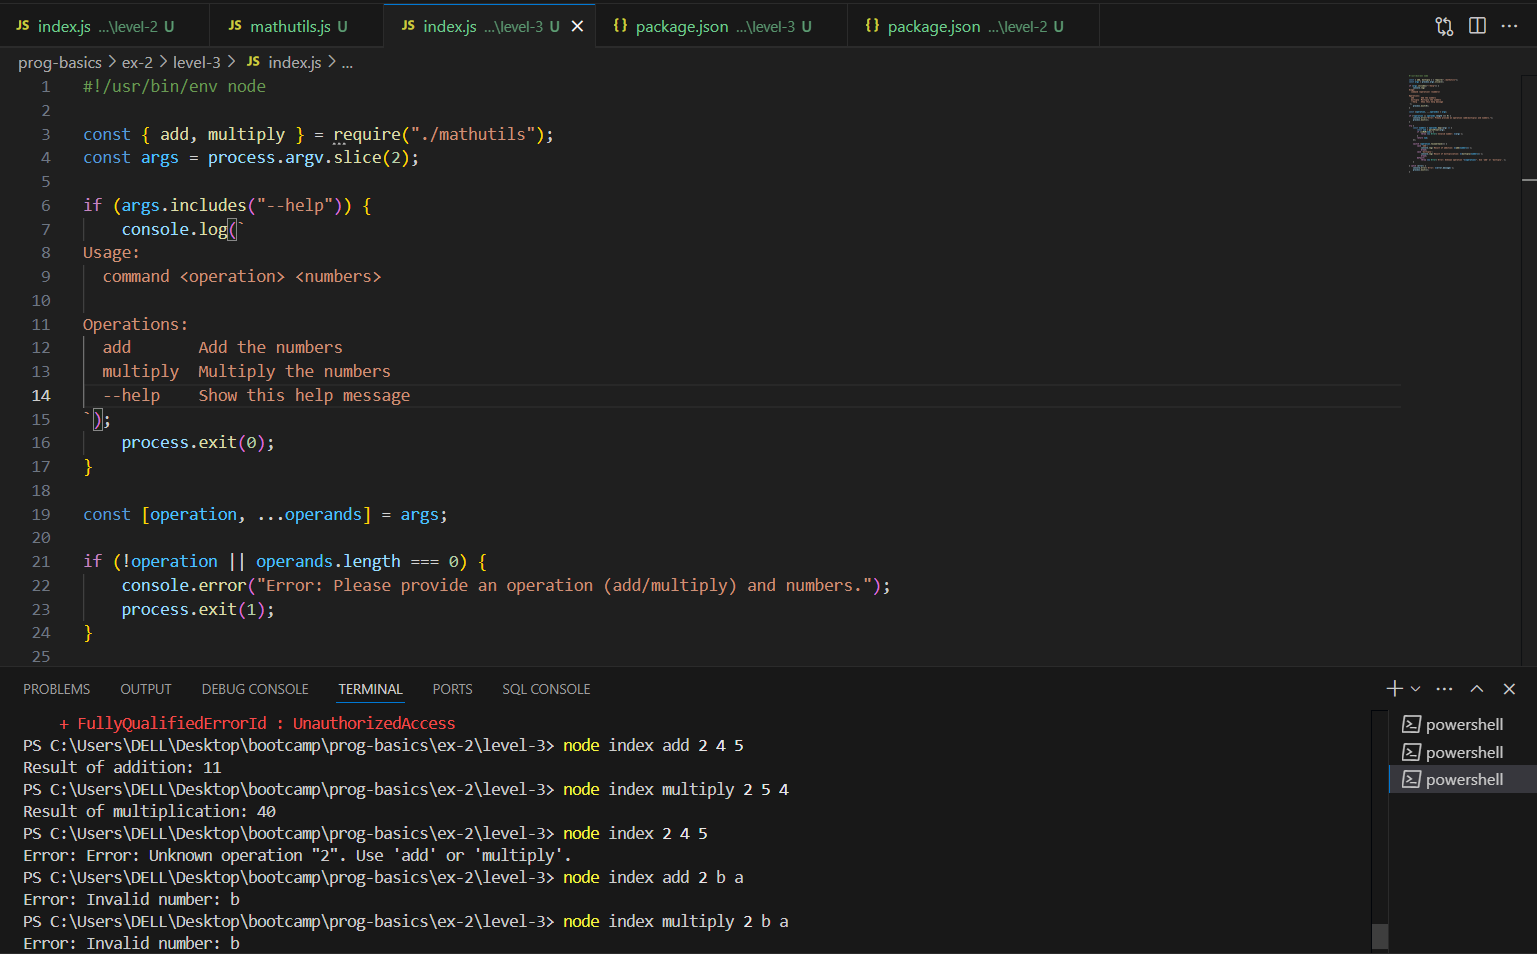 JS index.js ...\level-2 U JS mathutils.js U JS index.js ...\level-3 U {} package.json ...\level-3 U {} package.json ...\level-2 U
prog-basics > ex-2 > level-3 > JS index.js > ...
1 #!/usr/bin/env node
2
3 const { add, multiply } = require("./mathutils");
4 const args = process.argv.slice(2);
5
6 if (args.includes("--help")) {
7 console.log(`
8 Usage:
9 command <operation> <numbers>
10
11 Operations:
12 add Add the numbers
13 multiply Multiply the numbers
14 --help Show this help message
15 `);
16 process.exit(0);
17 }
18
19 const [operation, ...operands] = args;
20
21 if (!operation || operands.length === 0) {
22 console.error("Error: Please provide an operation (add/multiply) and numbers.");
23 process.exit(1);
24 }
25
PROBLEMS OUTPUT DEBUG CONSOLE TERMINAL PORTS SQL CONSOLE
+ FullyQualifiedErrorId : UnauthorizedAccess
PS C:\Users\DELL\Desktop\bootcamp\prog-basics\ex-2\level-3> node index add 2 4 5
Result of addition: 11
PS C:\Users\DELL\Desktop\bootcamp\prog-basics\ex-2\level-3> node index multiply 2 5 4
Result of multiplication: 40
PS C:\Users\DELL\Desktop\bootcamp\prog-basics\ex-2\level-3> node index 2 4 5
Error: Error: Unknown operation "2". Use 'add' or 'multiply'.
PS C:\Users\DELL\Desktop\bootcamp\prog-basics\ex-2\level-3> node index add 2 b a
Error: Invalid number: b
PS C:\Users\DELL\Desktop\bootcamp\prog-basics\ex-2\level-3> node index multiply 2 b a
Error: Invalid number: b
powershell
powershell
powershell